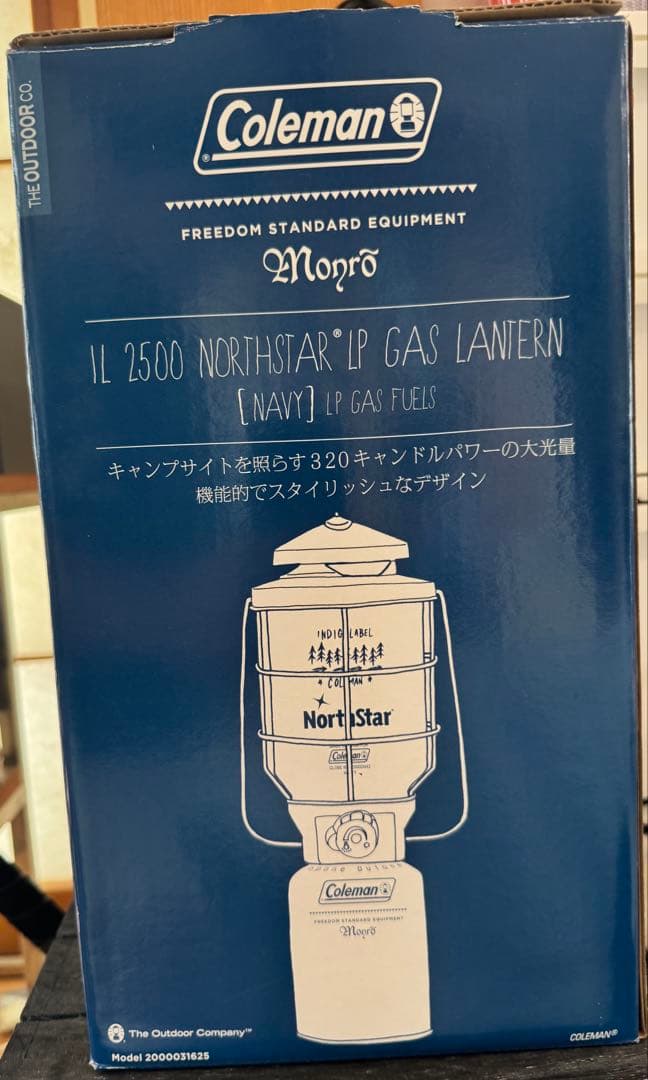 THE OUTDOOR CO.
Coleman
®
FREEDOM STANDARD EQUIPMENT
Monrō
IL 2500 NORTHSTAR® LP GAS LANTERN
[NAVY] LP GAS FUELS
キャンプサイトを照らす320キャンドルパワーの大光量
機能的でスタイリッシュなデザイン
INDIGO LABEL
COLEMAN
NorthStar
Coleman
Coleman
FREEDOM STANDARD EQUIPMENT
Monrō
The Outdoor Company™
COLEMAN®
Model 2000031625